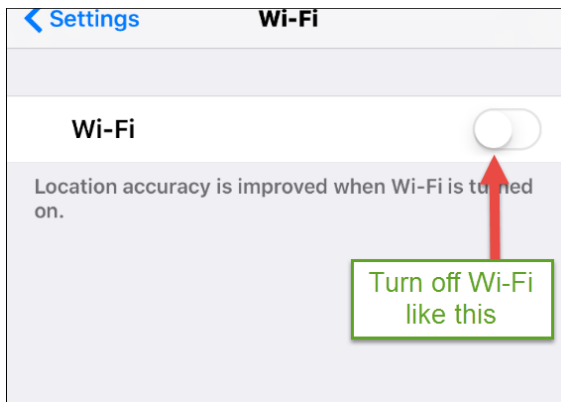 Settings Wi-Fi
Wi-Fi
Location accuracy is improved when Wi-Fi is turned
on.
Turn off Wi-Fi
like this